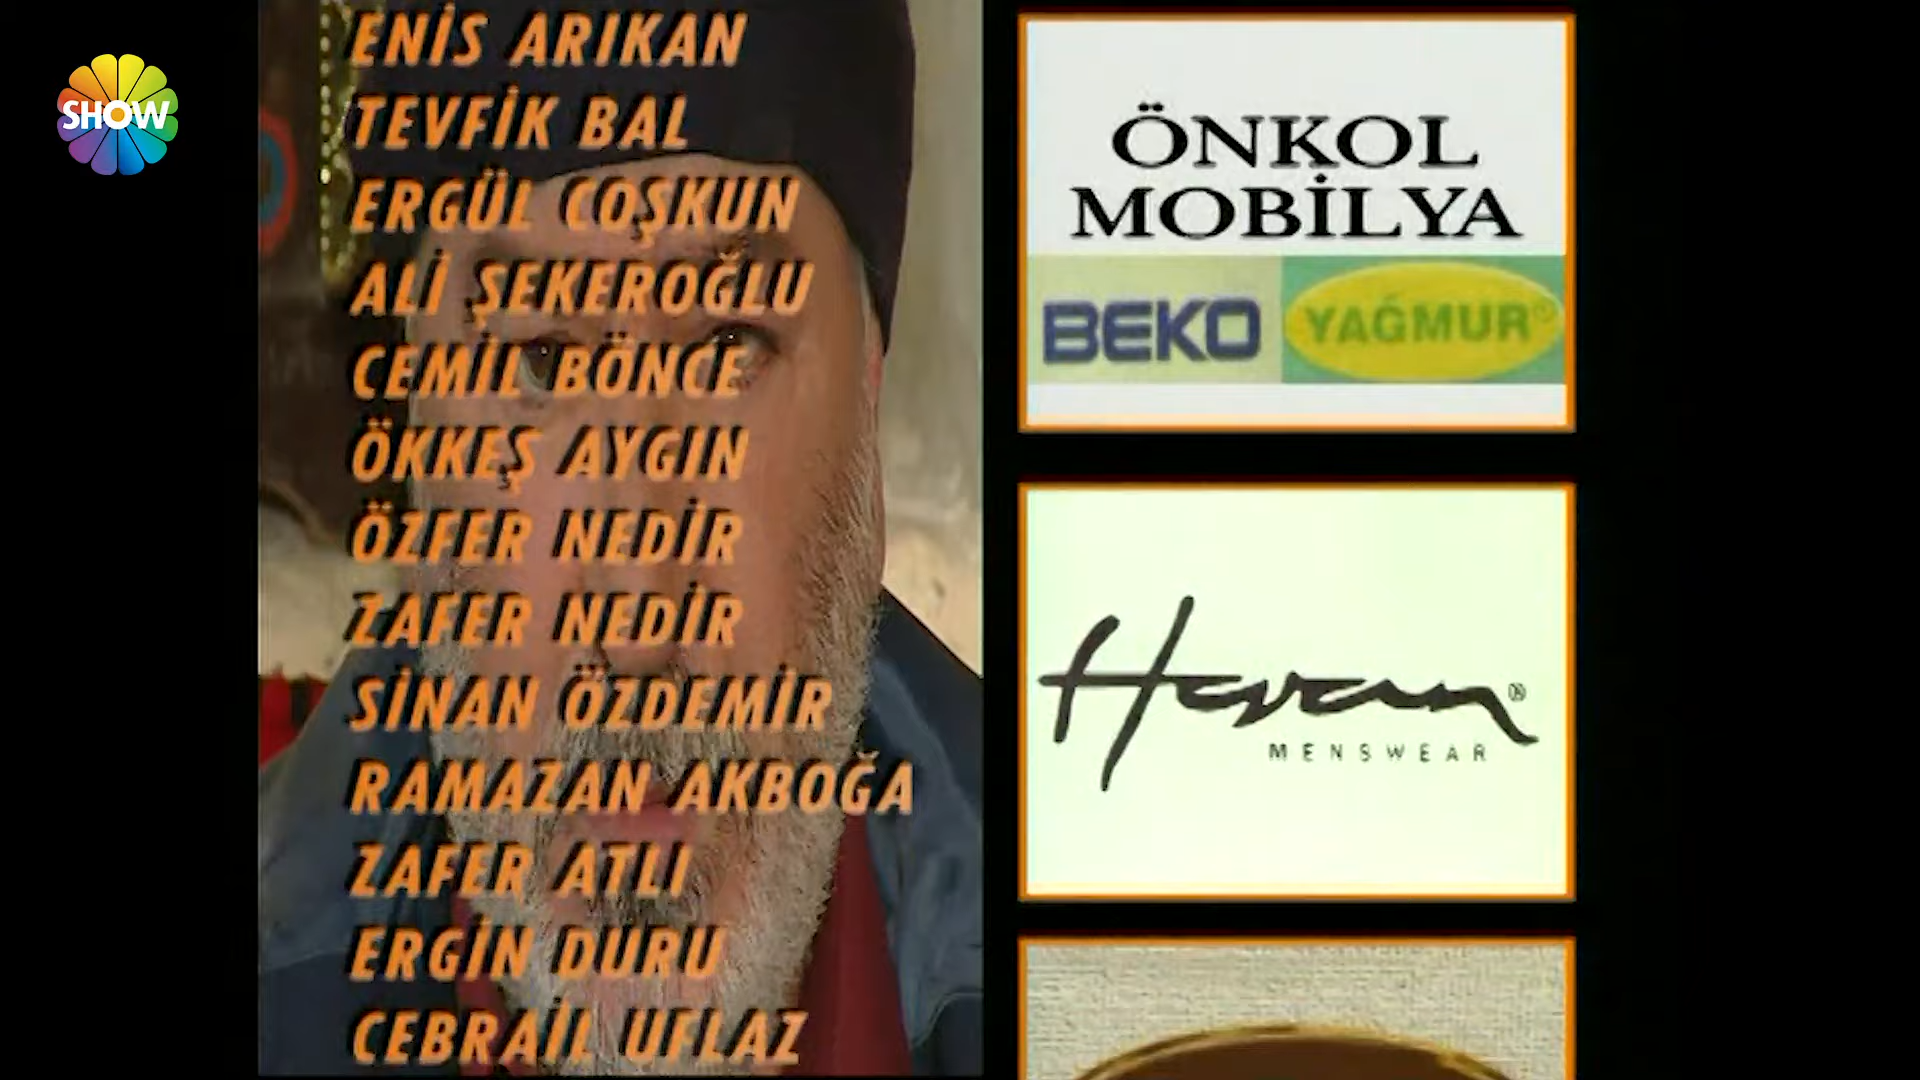 SHOW
ENİS ARIKAN
TEVFİK BAL
ERGÜL COŞKUN
ALİ ŞEKEROĞLU
CEMİL BÖNCE
ÖKKEŞ AYGIN
ÖZFER NEDİR
ZAFER NEDİR
SİNAN ÖZDEMİR
RAMAZAN AKBOĞA
ZAFER ATLI
ERGİN DURU
CEBRAİL UFLAZ
ÖNKOL
MOBİLYA
BEKO YAĞMUR
Havan®
MENSWEAR